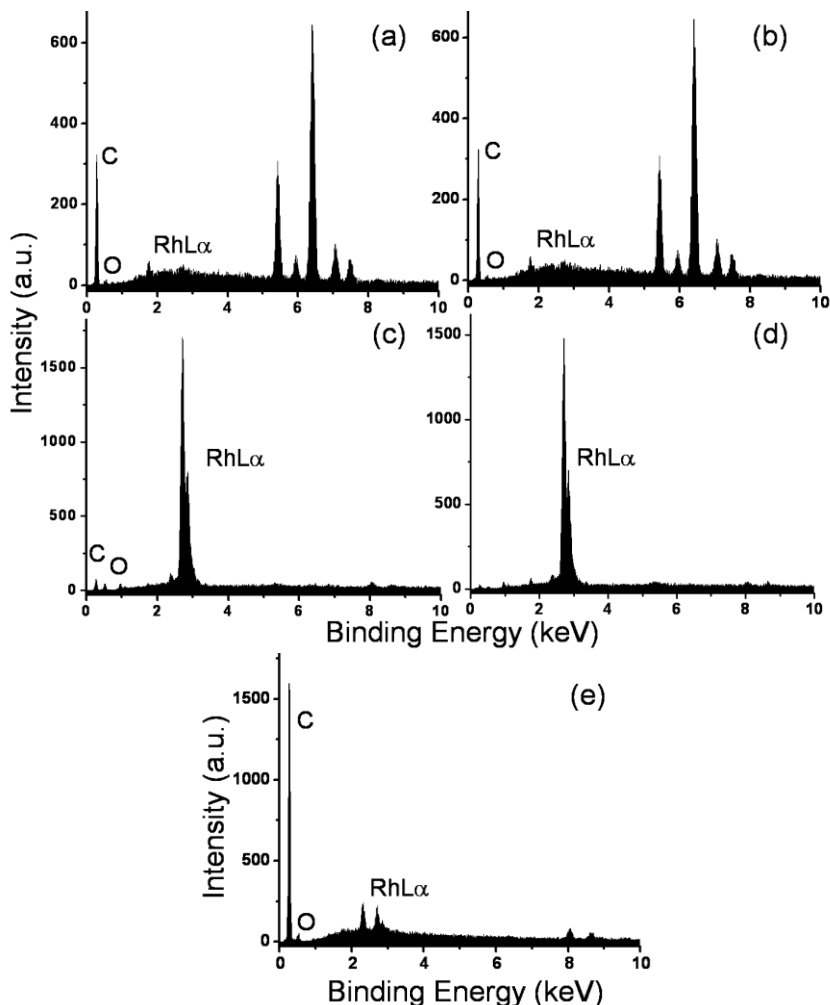 (a)
600
400
200
0
C
O
RhLα
0 2 4 6 8 10
(b)
600
400
200
0
C
O
RhLα
0 2 4 6 8 10
Intensity (a.u.)
(c)
1500
1000
500
0
C
O
RhLα
0 2 4 6 8 10
(d)
1500
1000
500
0
RhLα
0 2 4 6 8 10
Binding Energy (keV)
(e)
Intensity (a.u.)
1500
1000
500
0
C
O
RhLα
0 2 4 6 8 10
Binding Energy (keV)